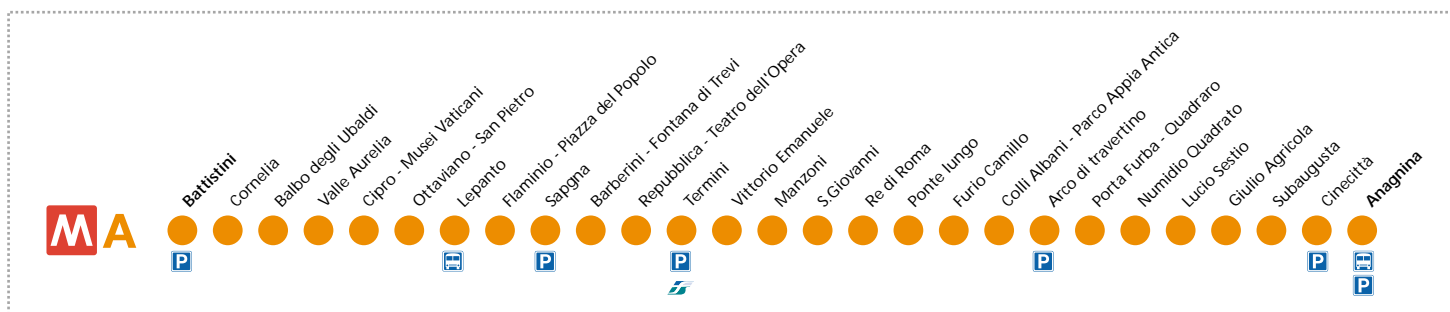 M A
Battistini
Cornelia
Balbo degli Ubaldi
Valle Aurelia
Cipro - Musei Vaticani
Ottaviano - San Pietro
Lepanto
Flaminio - Piazza del Popolo
Sapgna
Barberini - Fontana di Trevi
Repubblica - Teatro dell'Opera
Termini
Vittorio Emanuele
Manzoni
S.Giovanni
Re di Roma
Ponte lungo
Furio Camillo
Colli Albani - Parco Appia Antica
Arco di travertino
Porta Furba - Quadraro
Numidio Quadrato
Lucio Sestio
Giulio Agricola
Subaugusta
Cinecittà
Anagnina
P
P
P
P
P
P